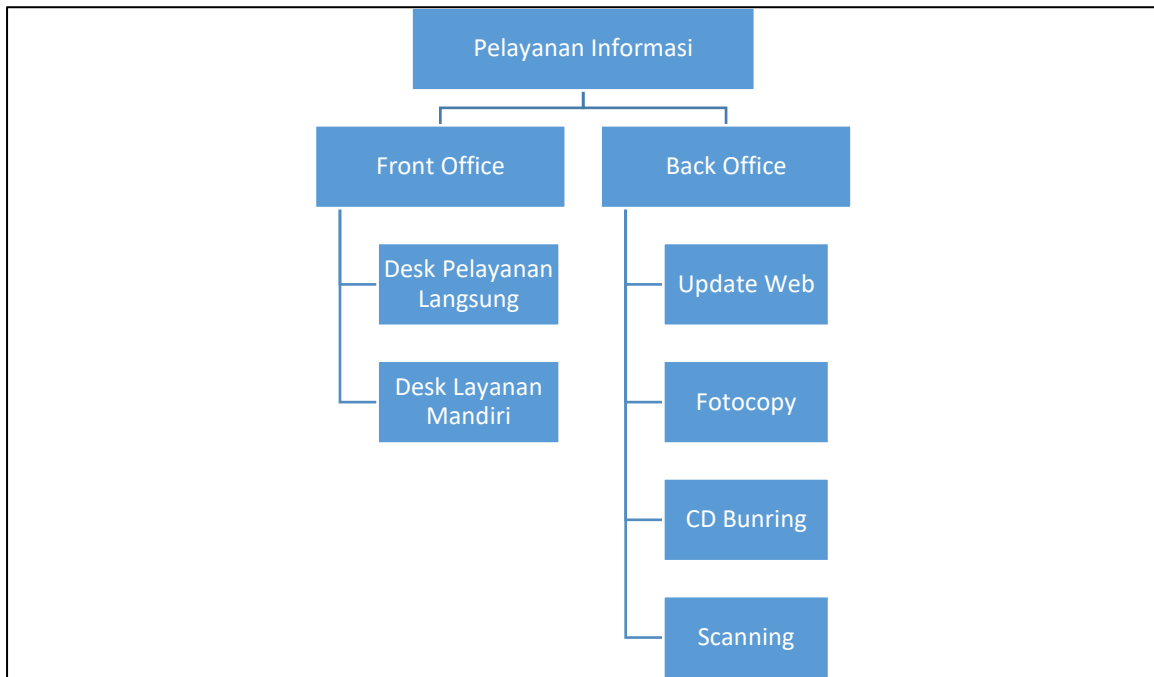 Pelayanan Informasi
Front Office
Back Office
Desk Pelayanan
Langsung
Desk Layanan
Mandiri
Update Web
Fotocopy
CD Bunring
Scanning